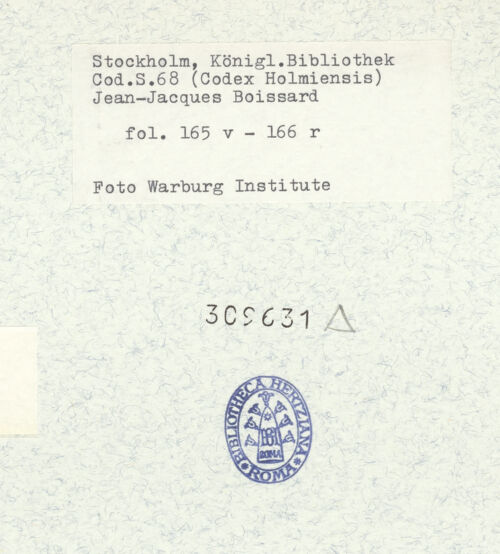 Stockholm, Königl.Bibliothek
Cod.S.68 (Codex Holmiensis)
Jean-Jacques Boissard
fol. 165 v - 166 r
Foto Warburg Institute
309631
BIBLIOTHECA HERTZIANA
ROMA
ROMA